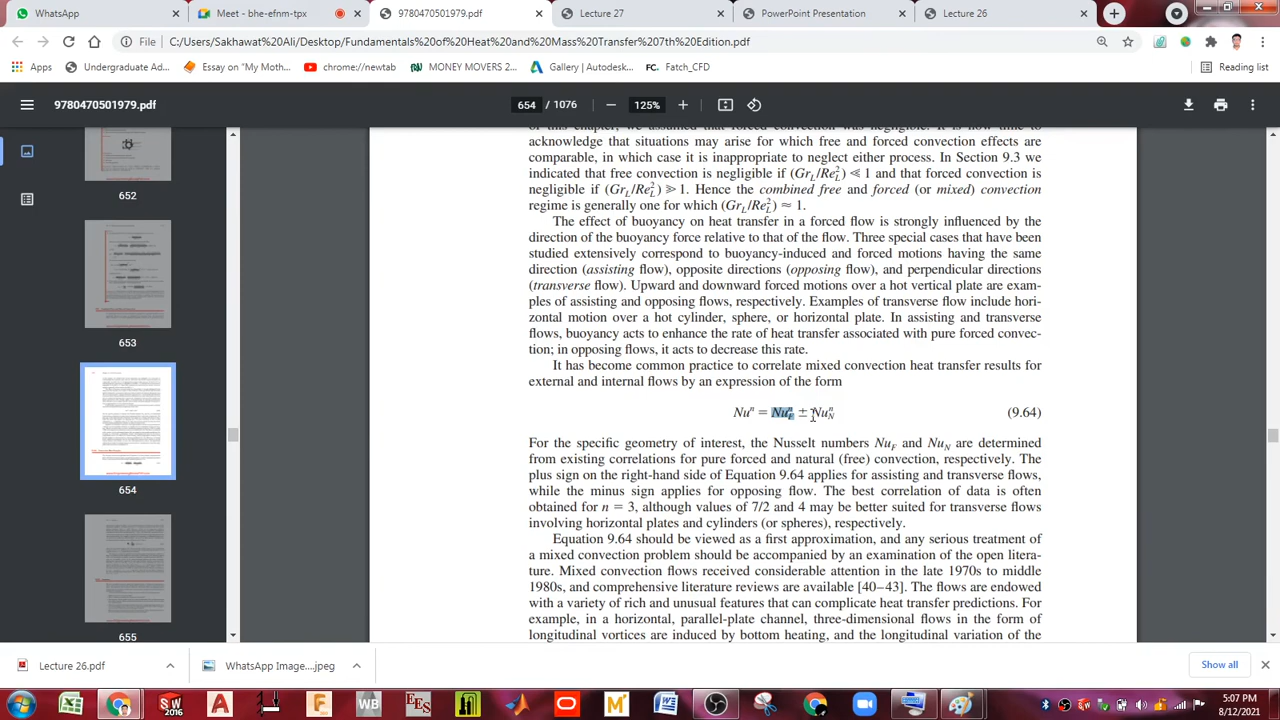 WhatsApp
Meet - bhe-efnm-tpx
9780470501979.pdf
Lecture 27
PowerPoint Presentation
Lecture 26
File
C:/Users/Sakhawat%20Ali/Desktop/Fundamentals%20of%20Heat%20and%20Mass%20Transfer%207th%20Edition.pdf
Apps
Undergraduate Ad...
Essay on "My Moth...
chrome://newtab
MONEY MOVERS 2...
Gallery | Autodesk...
FC. Fatch_CFD
Reading list
9780470501979.pdf
654 / 1076
125%
652
653
654
655
of this chapter, we assumed that forced convection was negligible. It is now time to
acknowledge that situations may arise for which free and forced convection effects are
comparable, in which case it is inappropriate to neglect either process. In Section 9.3 we
indicated that free convection is negligible if (Gr_L/Re_L^2) ≪ 1 and that forced convection is
negligible if (Gr_L/Re_L^2) ≫ 1. Hence the combined free and forced (or mixed) convection
regime is generally one for which (Gr_L/Re_L^2) ≈ 1.
The effect of buoyancy on heat transfer in a forced flow is strongly influenced by the
direction of the buoyancy force relative to that of the flow. Three special cases that have been
studied extensively correspond to buoyancy-induced and forced motions having the same
direction (assisting flow), opposite directions (opposing flow), and perpendicular directions
(transverse flow). Upward and downward forced motions over a hot vertical plate are exam-
ples of assisting and opposing flows, respectively. Examples of transverse flow include hori-
zontal motion over a hot cylinder, sphere, or horizontal plate. In assisting and transverse
flows, buoyancy acts to enhance the rate of heat transfer associated with pure forced convec-
tion; in opposing flows, it acts to decrease this rate.
It has become common practice to correlate mixed convection heat transfer results for
external and internal flows by an expression of the form
Nu^n = Nu_F^n ± Nu_N^n (9.64)
For the specific geometry of interest, the Nusselt numbers Nu_F and Nu_N are determined
from existing correlations for pure forced and natural (free) convection, respectively. The
plus sign on the right-hand side of Equation 9.64 applies for assisting and transverse flows,
while the minus sign applies for opposing flow. The best correlation of data is often
obtained for n = 3, although values of 7/2 and 4 may be better suited for transverse flows
involving horizontal plates and cylinders (or spheres), respectively.
Equation 9.64 should be viewed as a first approximation, and any serious treatment of
a mixed convection problem should be accompanied by an examination of the open litera-
ture. Mixed convection flows received considerable attention in the late 1970s to middle
1980s, and comprehensive literature reviews are available [40–43]. The flows are endowed
with a variety of rich and unusual features that can complicate heat transfer predictions. For
example, in a horizontal, parallel-plate channel, three-dimensional flows in the form of
longitudinal vortices are induced by bottom heating, and the longitudinal variation of the
Lecture 26.pdf
WhatsApp Image....jpeg
Show all
SW
2016
WB
EES
5:07 PM
8/12/2021